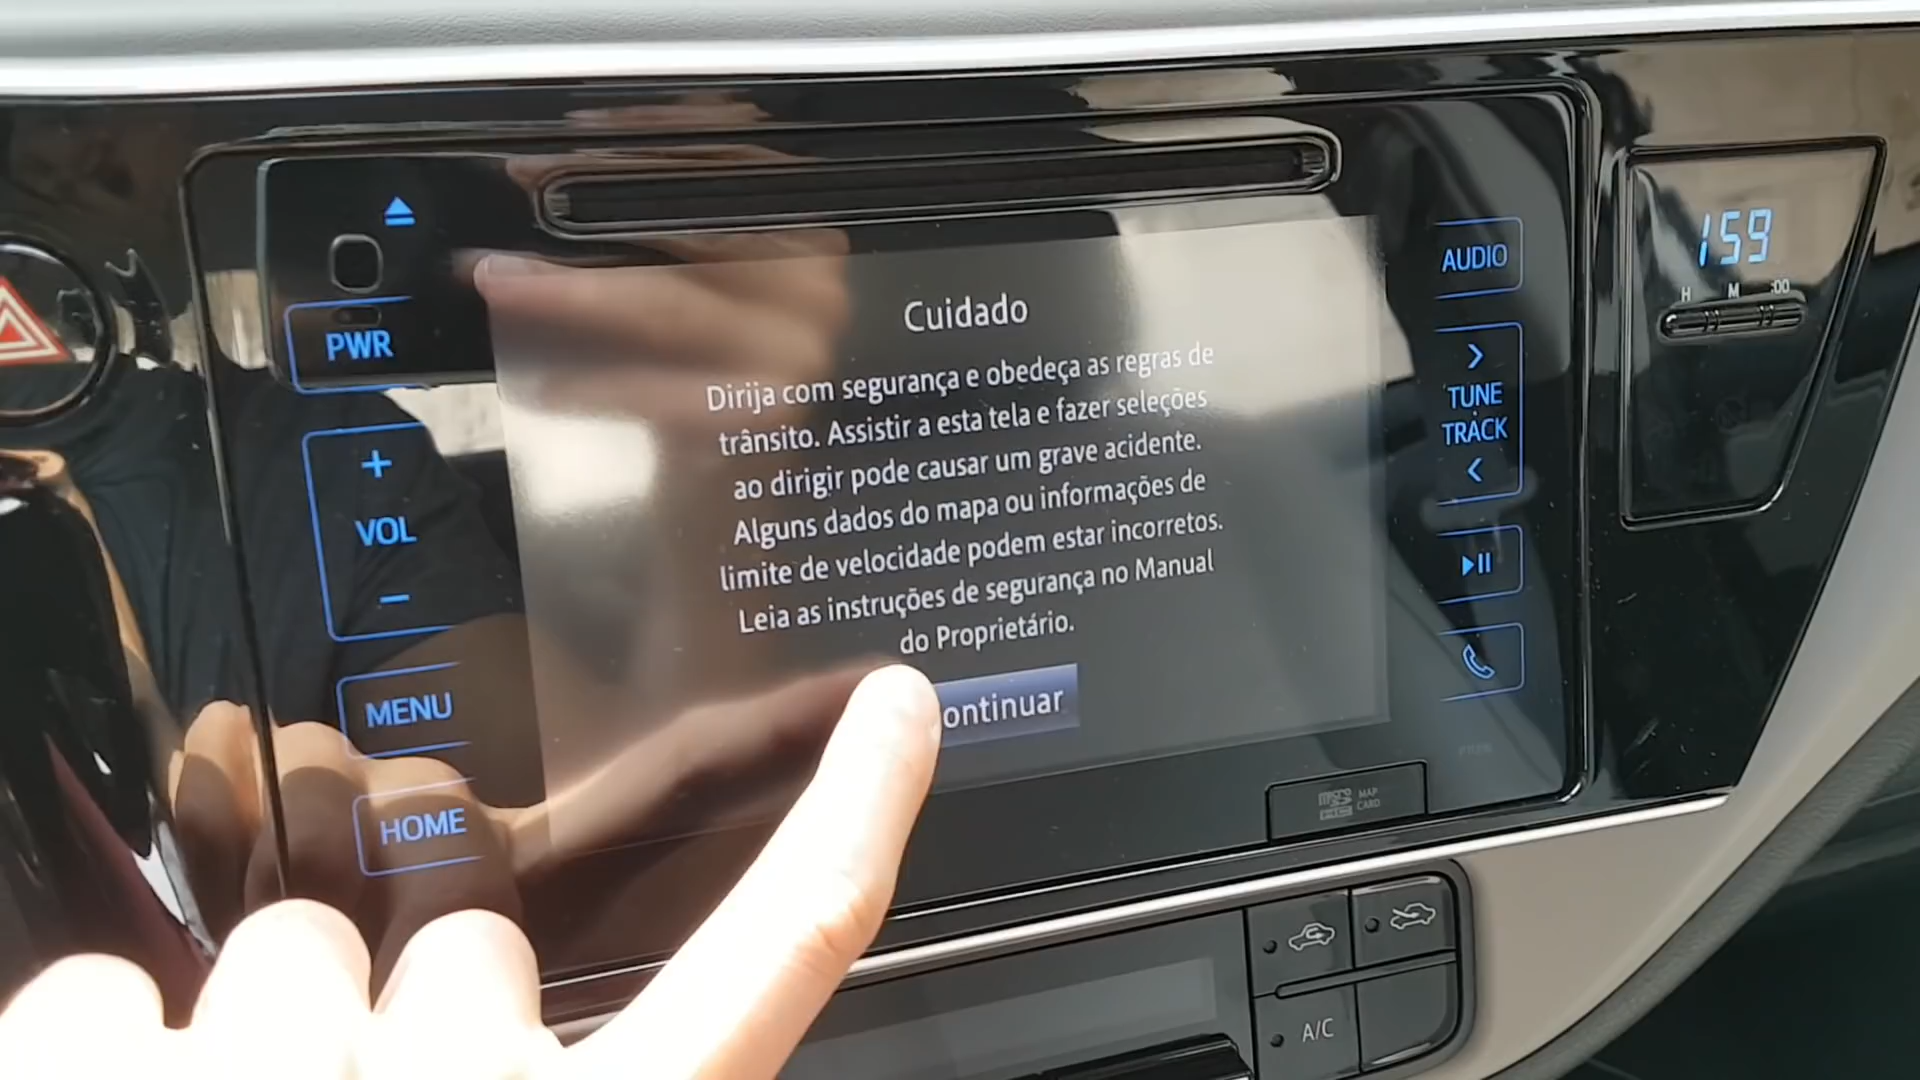 159
H M :00
AUDIO
PWR
Cuidado
Dirija com segurança e obedeça as regras de
trânsito. Assistir a esta tela e fazer seleções
ao dirigir pode causar um grave acidente.
Alguns dados do mapa ou informações de
limite de velocidade podem estar incorretos.
Leia as instruções de segurança no Manual
do Proprietário.
ontinuar
+
VOL
−
MENU
HOME
>
TUNE
TRACK
<
MAP
CARD
A/C